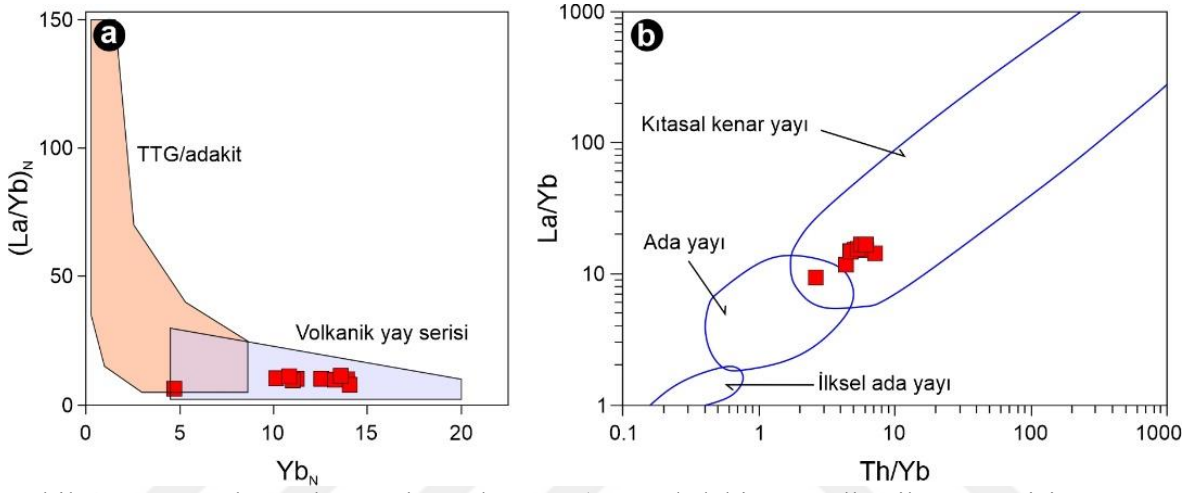 a
150
100
50
0
(La/Yb)N
TTG/adakit
Volkanik yay serisi
0 5 10 15 20
YbN
b
1000
100
10
1
La/Yb
Kıtasal kenar yayı
Ada yayı
İlksel ada yayı
0.1 1 10 100 1000
Th/Yb